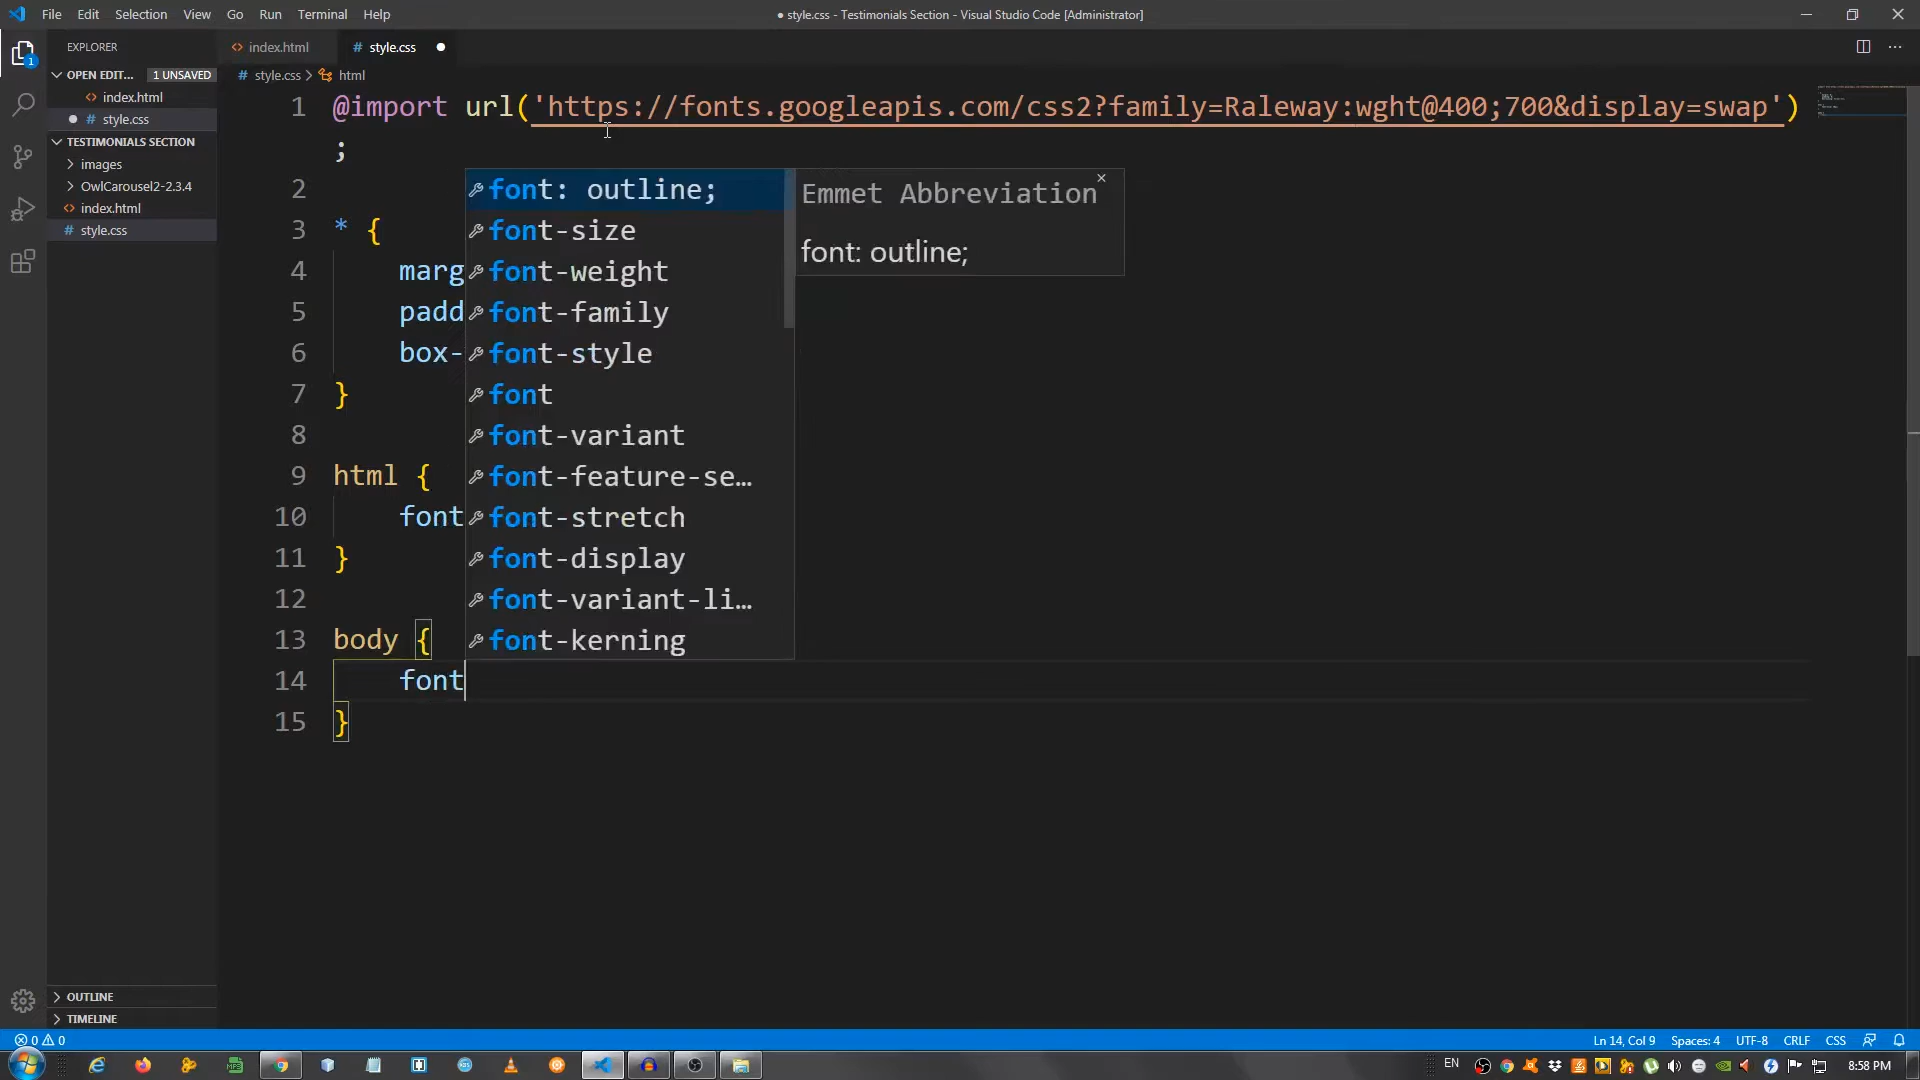 File Edit Selection View Go Run Terminal Help
● style.css - Testimonials Section - Visual Studio Code [Administrator]
EXPLORER
index.html
# style.css ●
OPEN EDIT... 1 UNSAVED
index.html
# style.css
TESTIMONIALS SECTION
images
OwlCarousel2-2.3.4
index.html
# style.css
OUTLINE
TIMELINE
# style.css > html
1 @import url('https://fonts.googleapis.com/css2?family=Raleway:wght@400;700&display=swap')
;
2
3 * {
4 marg
5 padd
6 box-
7 }
8
9 html {
10 font
11 }
12
13 body {
14 font
15 }
font: outline;
font-size
font-weight
font-family
font-style
font
font-variant
font-feature-se...
font-stretch
font-display
font-variant-li...
font-kerning
Emmet Abbreviation
font: outline;
1
0 0
Ln 14, Col 9 Spaces: 4 UTF-8 CRLF CSS
EN
8:58 PM